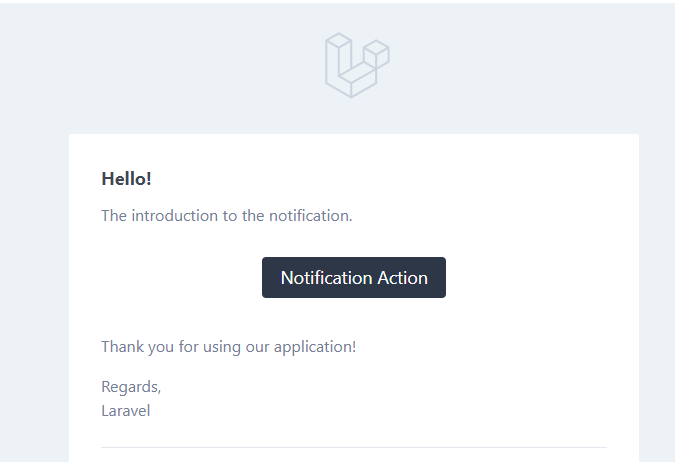 Hello!
The introduction to the notification.
Notification Action
Thank you for using our application!
Regards,
Laravel